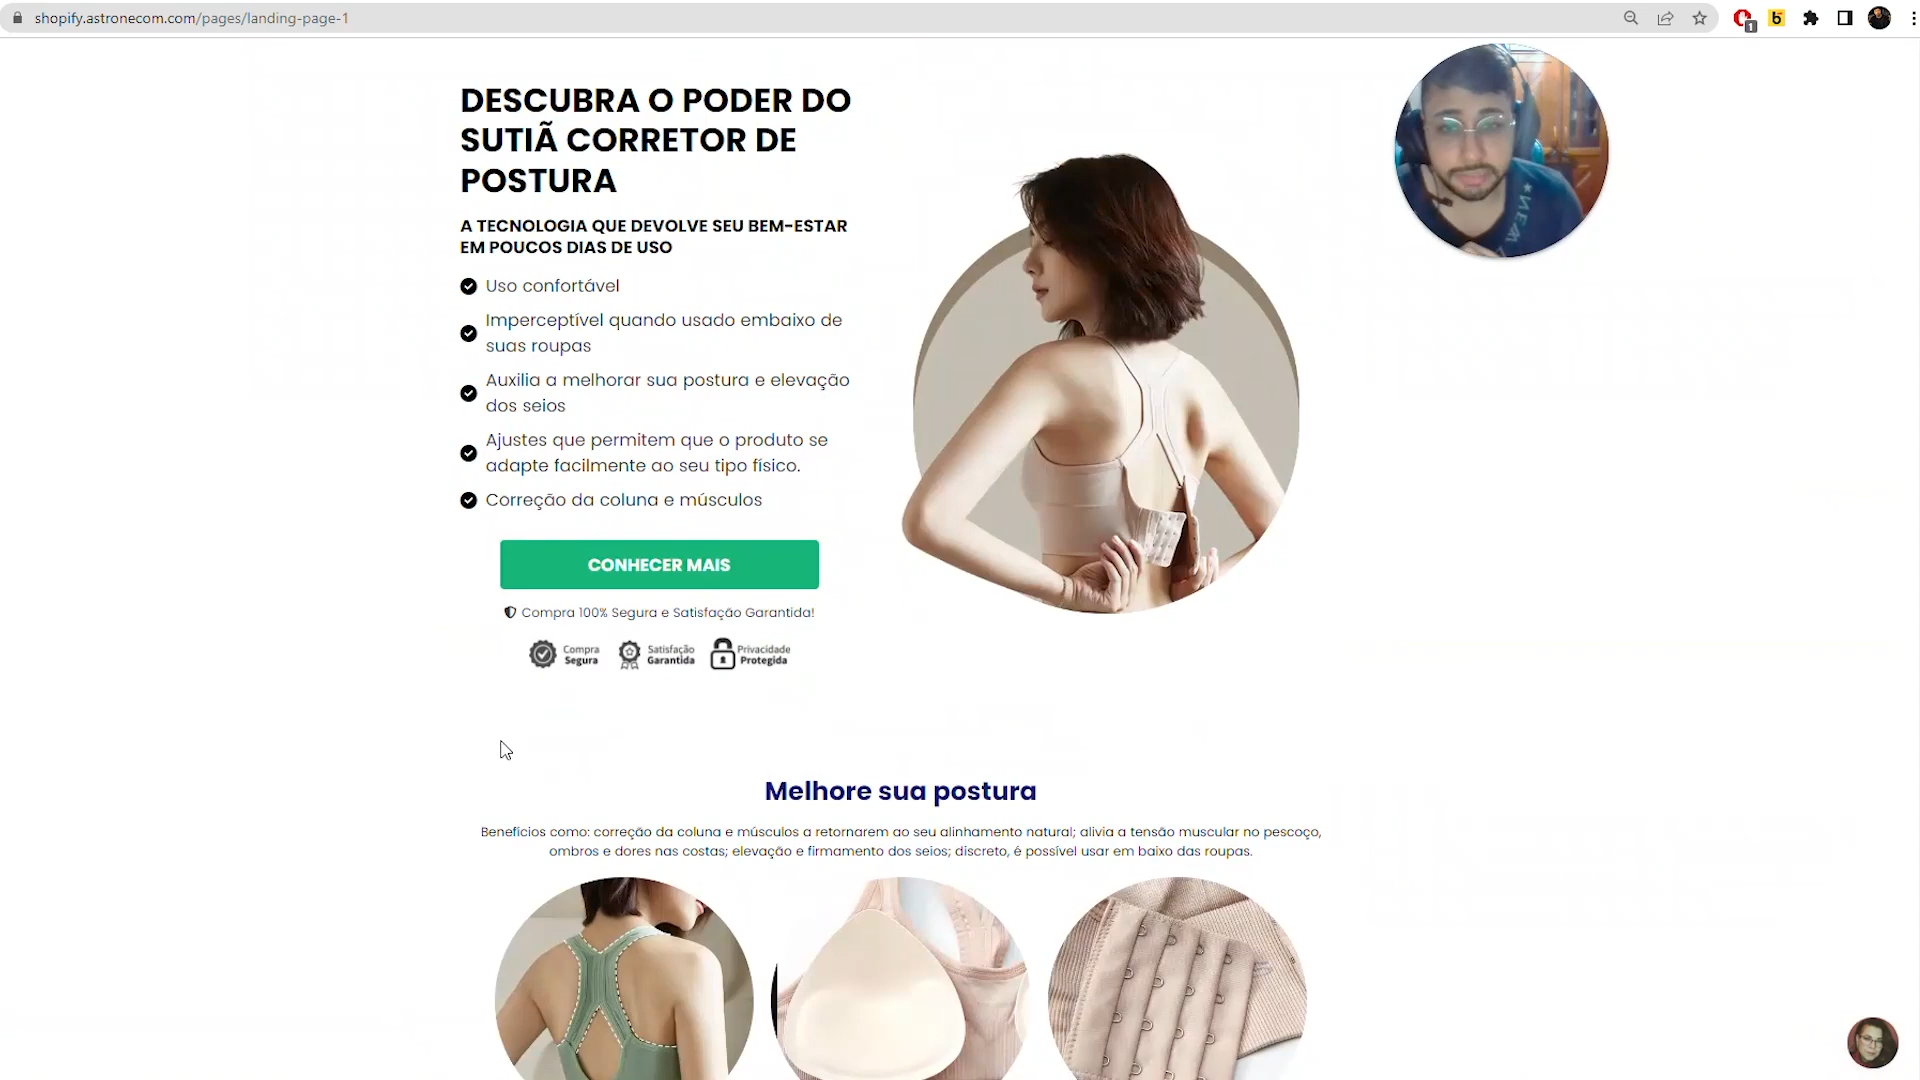 shopify.astronecom.com/pages/landing-page-1
1
DESCUBRA O PODER DO
SUTIÃ CORRETOR DE
POSTURA
A TECNOLOGIA QUE DEVOLVE SEU BEM-ESTAR
EM POUCOS DIAS DE USO
Uso confortável
Imperceptível quando usado embaixo de
suas roupas
Auxilia a melhorar sua postura e elevação
dos seios
Ajustes que permitem que o produto se
adapte facilmente ao seu tipo físico.
Correção da coluna e músculos
CONHECER MAIS
Compra 100% Segura e Satisfação Garantida!
Compra
Segura
Satisfação
Garantida
Privacidade
Protegida
Melhore sua postura
Benefícios como: correção da coluna e músculos a retornarem ao seu alinhamento natural; alivia a tensão muscular no pescoço,
ombros e dores nas costas; elevação e firmamento dos seios; discreto, é possível usar em baixo das roupas.